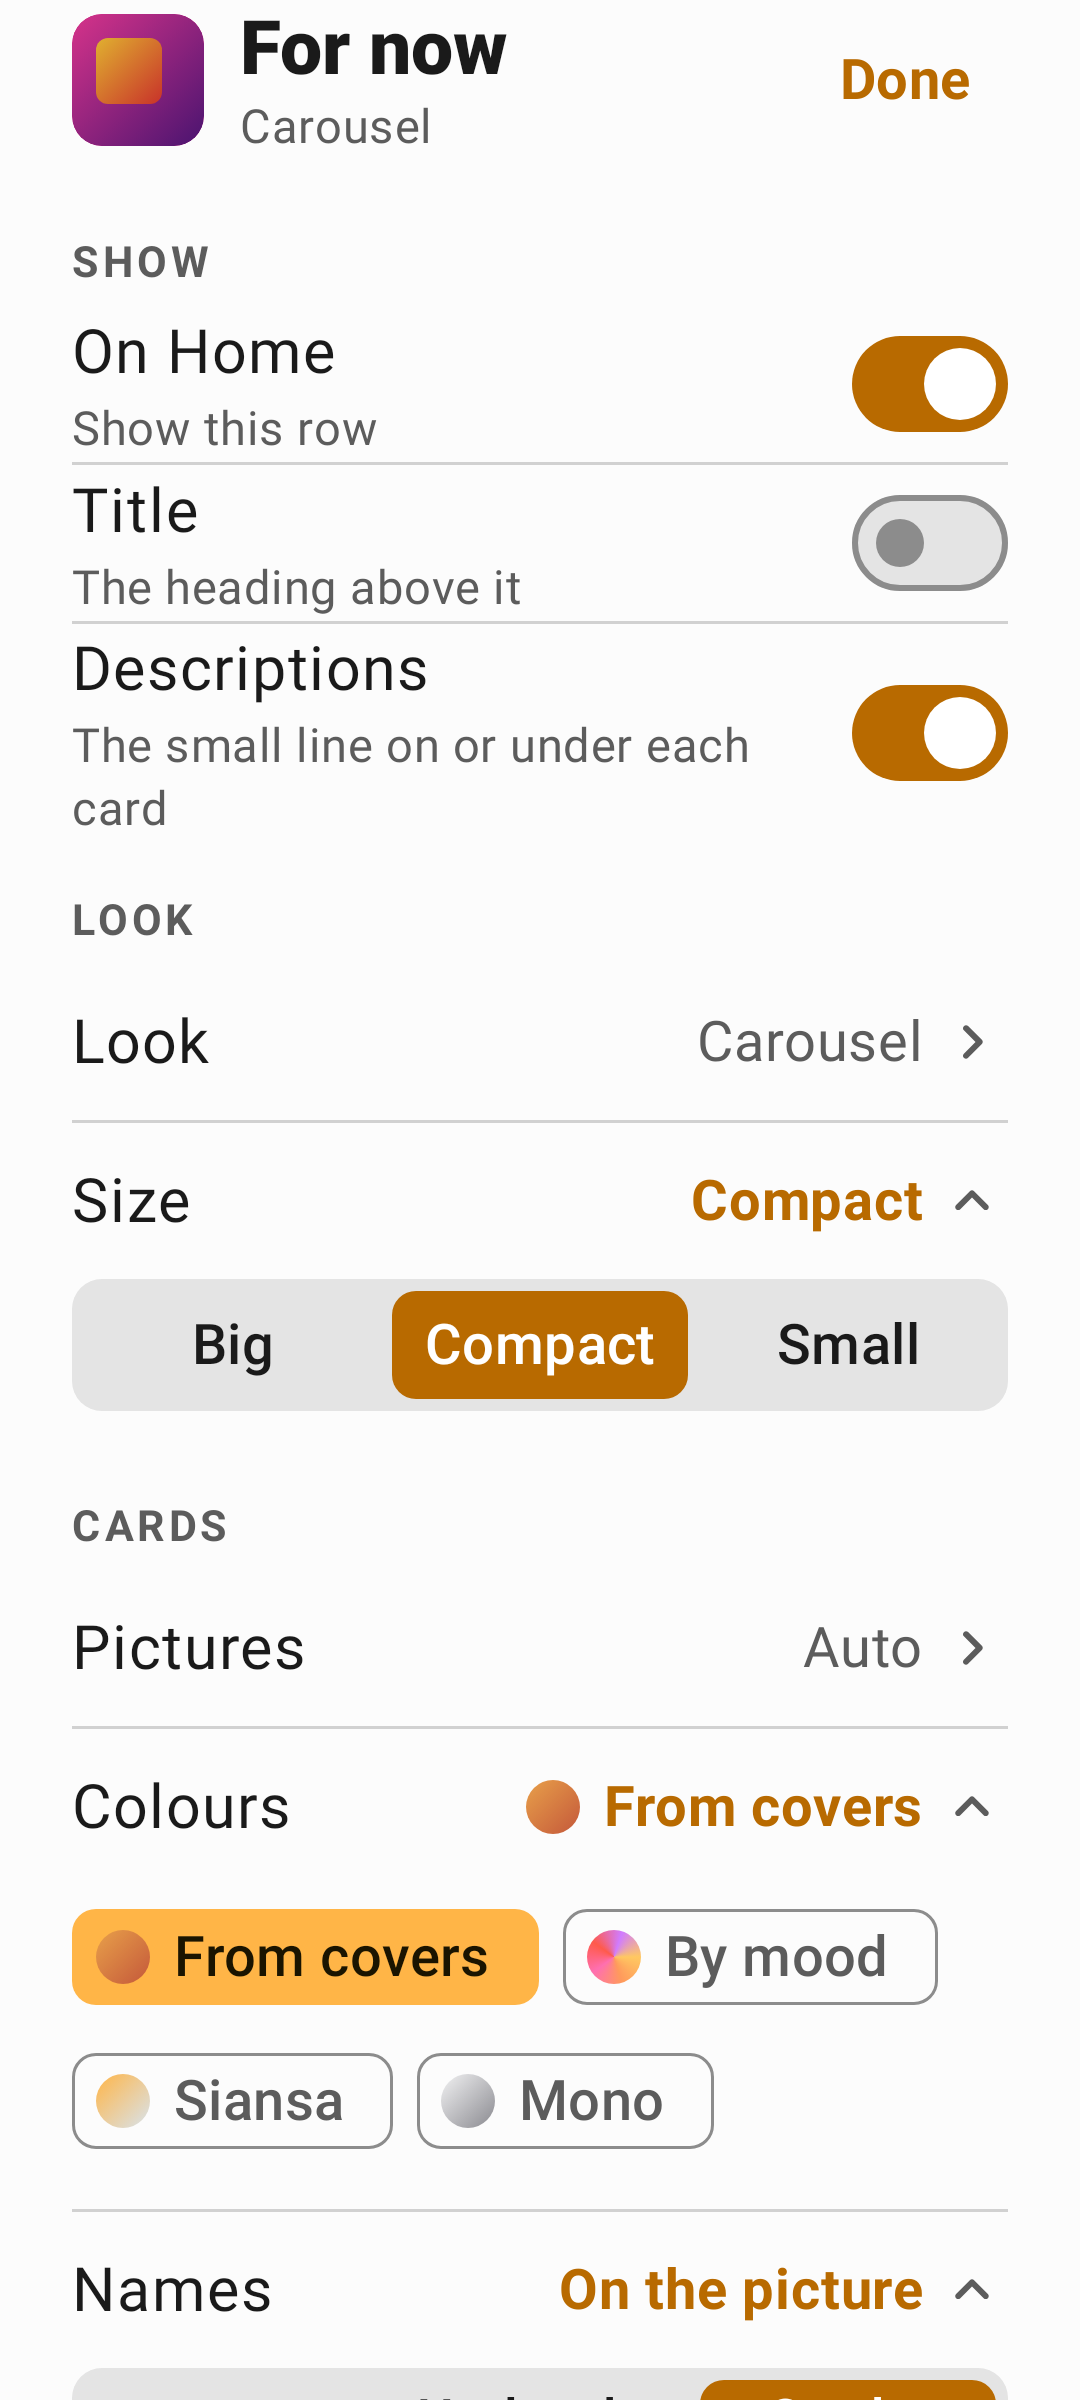 For now
Carousel
Done
SHOW
On Home
Show this row
Title
The heading above it
Descriptions
The small line on or under each
card
LOOK
Look
Carousel
Size
Compact
Big
Compact
Small
CARDS
Pictures
Auto
Colours
From covers
From covers
By mood
Siansa
Mono
Names
On the picture